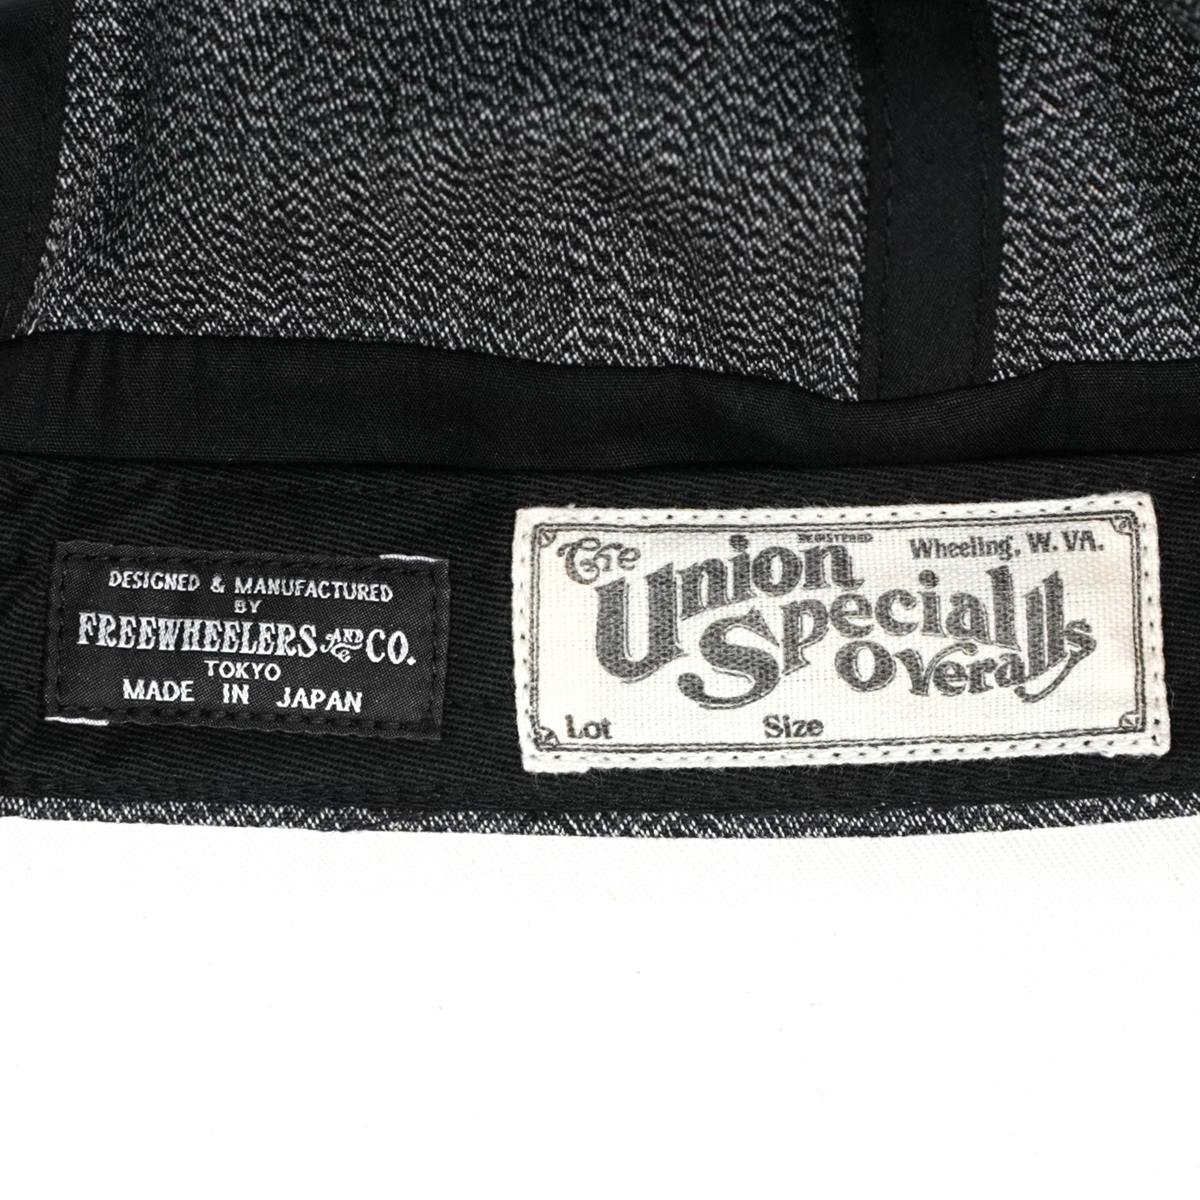 DESIGNED & MANUFACTURED
BY
FREEWHEELERS AND CO.
TOKYO
MADE IN JAPAN
The Union REGISTERED Wheeling, W. VA.
Special
Overalls
Lot Size